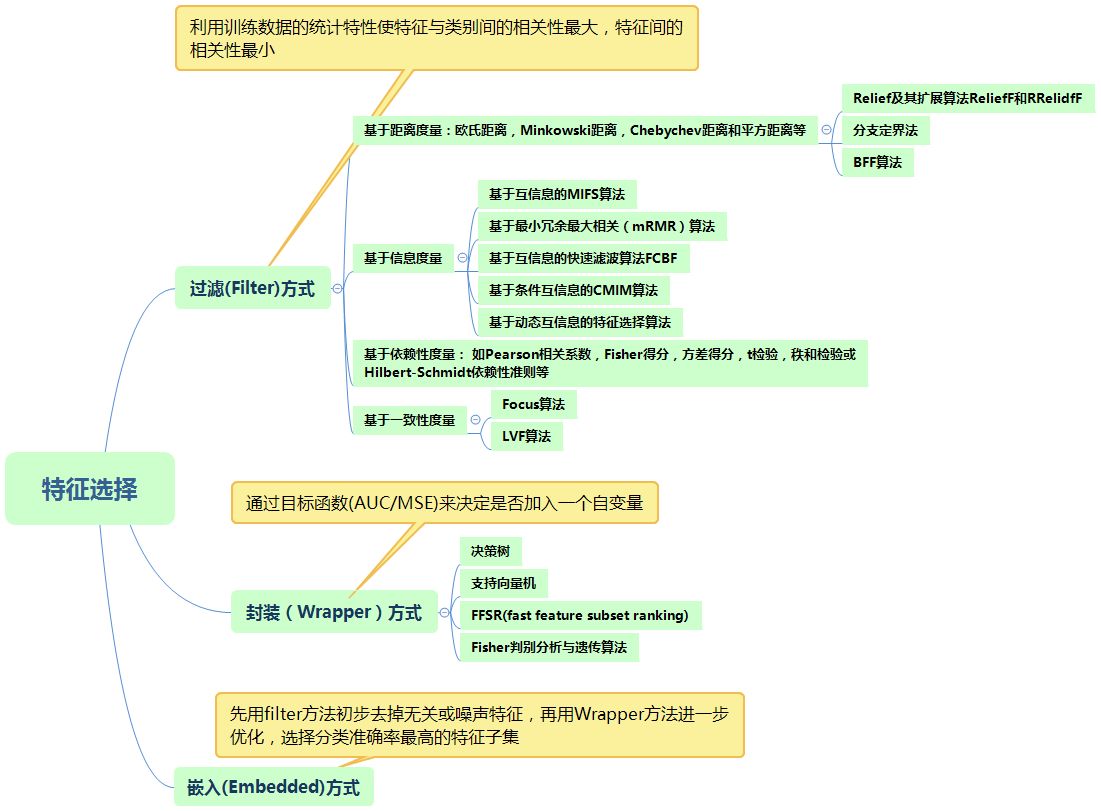 利用训练数据的统计特性使特征与类别间的相关性最大，特征间的
相关性最小
Relief及其扩展算法ReliefF和RRelidfF
基于距离度量：欧氏距离，Minkowski距离，Chebychev距离和平方距离等
分支定界法
BFF算法
基于互信息的MIFS算法
基于最小冗余最大相关（mRMR）算法
基于信息度量
基于互信息的快速滤波算法FCBF
过滤(Filter)方式
基于条件互信息的CMIM算法
基于动态互信息的特征选择算法
基于依赖性度量： 如Pearson相关系数，Fisher得分，方差得分，t检验，秩和检验或
Hilbert-Schmidt依赖性准则等
Focus算法
基于一致性度量
LVF算法
特征选择
通过目标函数(AUC/MSE)来决定是否加入一个自变量
决策树
支持向量机
封装（Wrapper）方式
FFSR(fast feature subset ranking)
Fisher判别分析与遗传算法
先用filter方法初步去掉无关或噪声特征，再用Wrapper方法进一步
优化，选择分类准确率最高的特征子集
嵌入(Embedded)方式